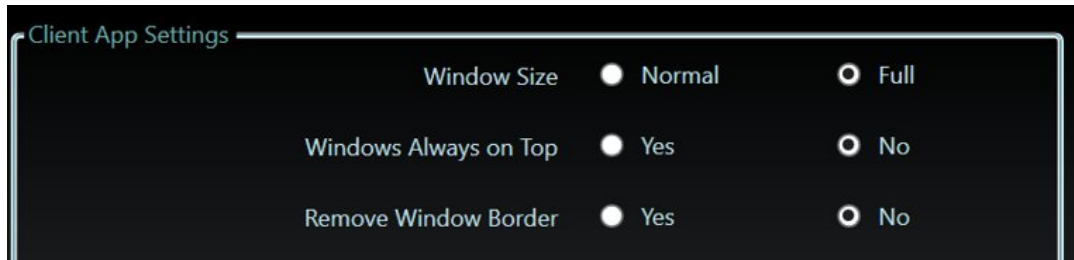 Client App Settings
Window Size Normal Full
Windows Always on Top Yes No
Remove Window Border Yes No